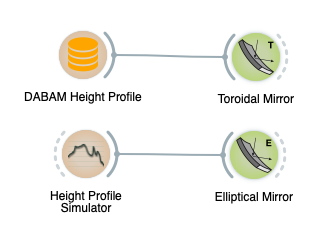 T
DABAM Height Profile
Toroidal Mirror
E
Height Profile
Simulator
Elliptical Mirror